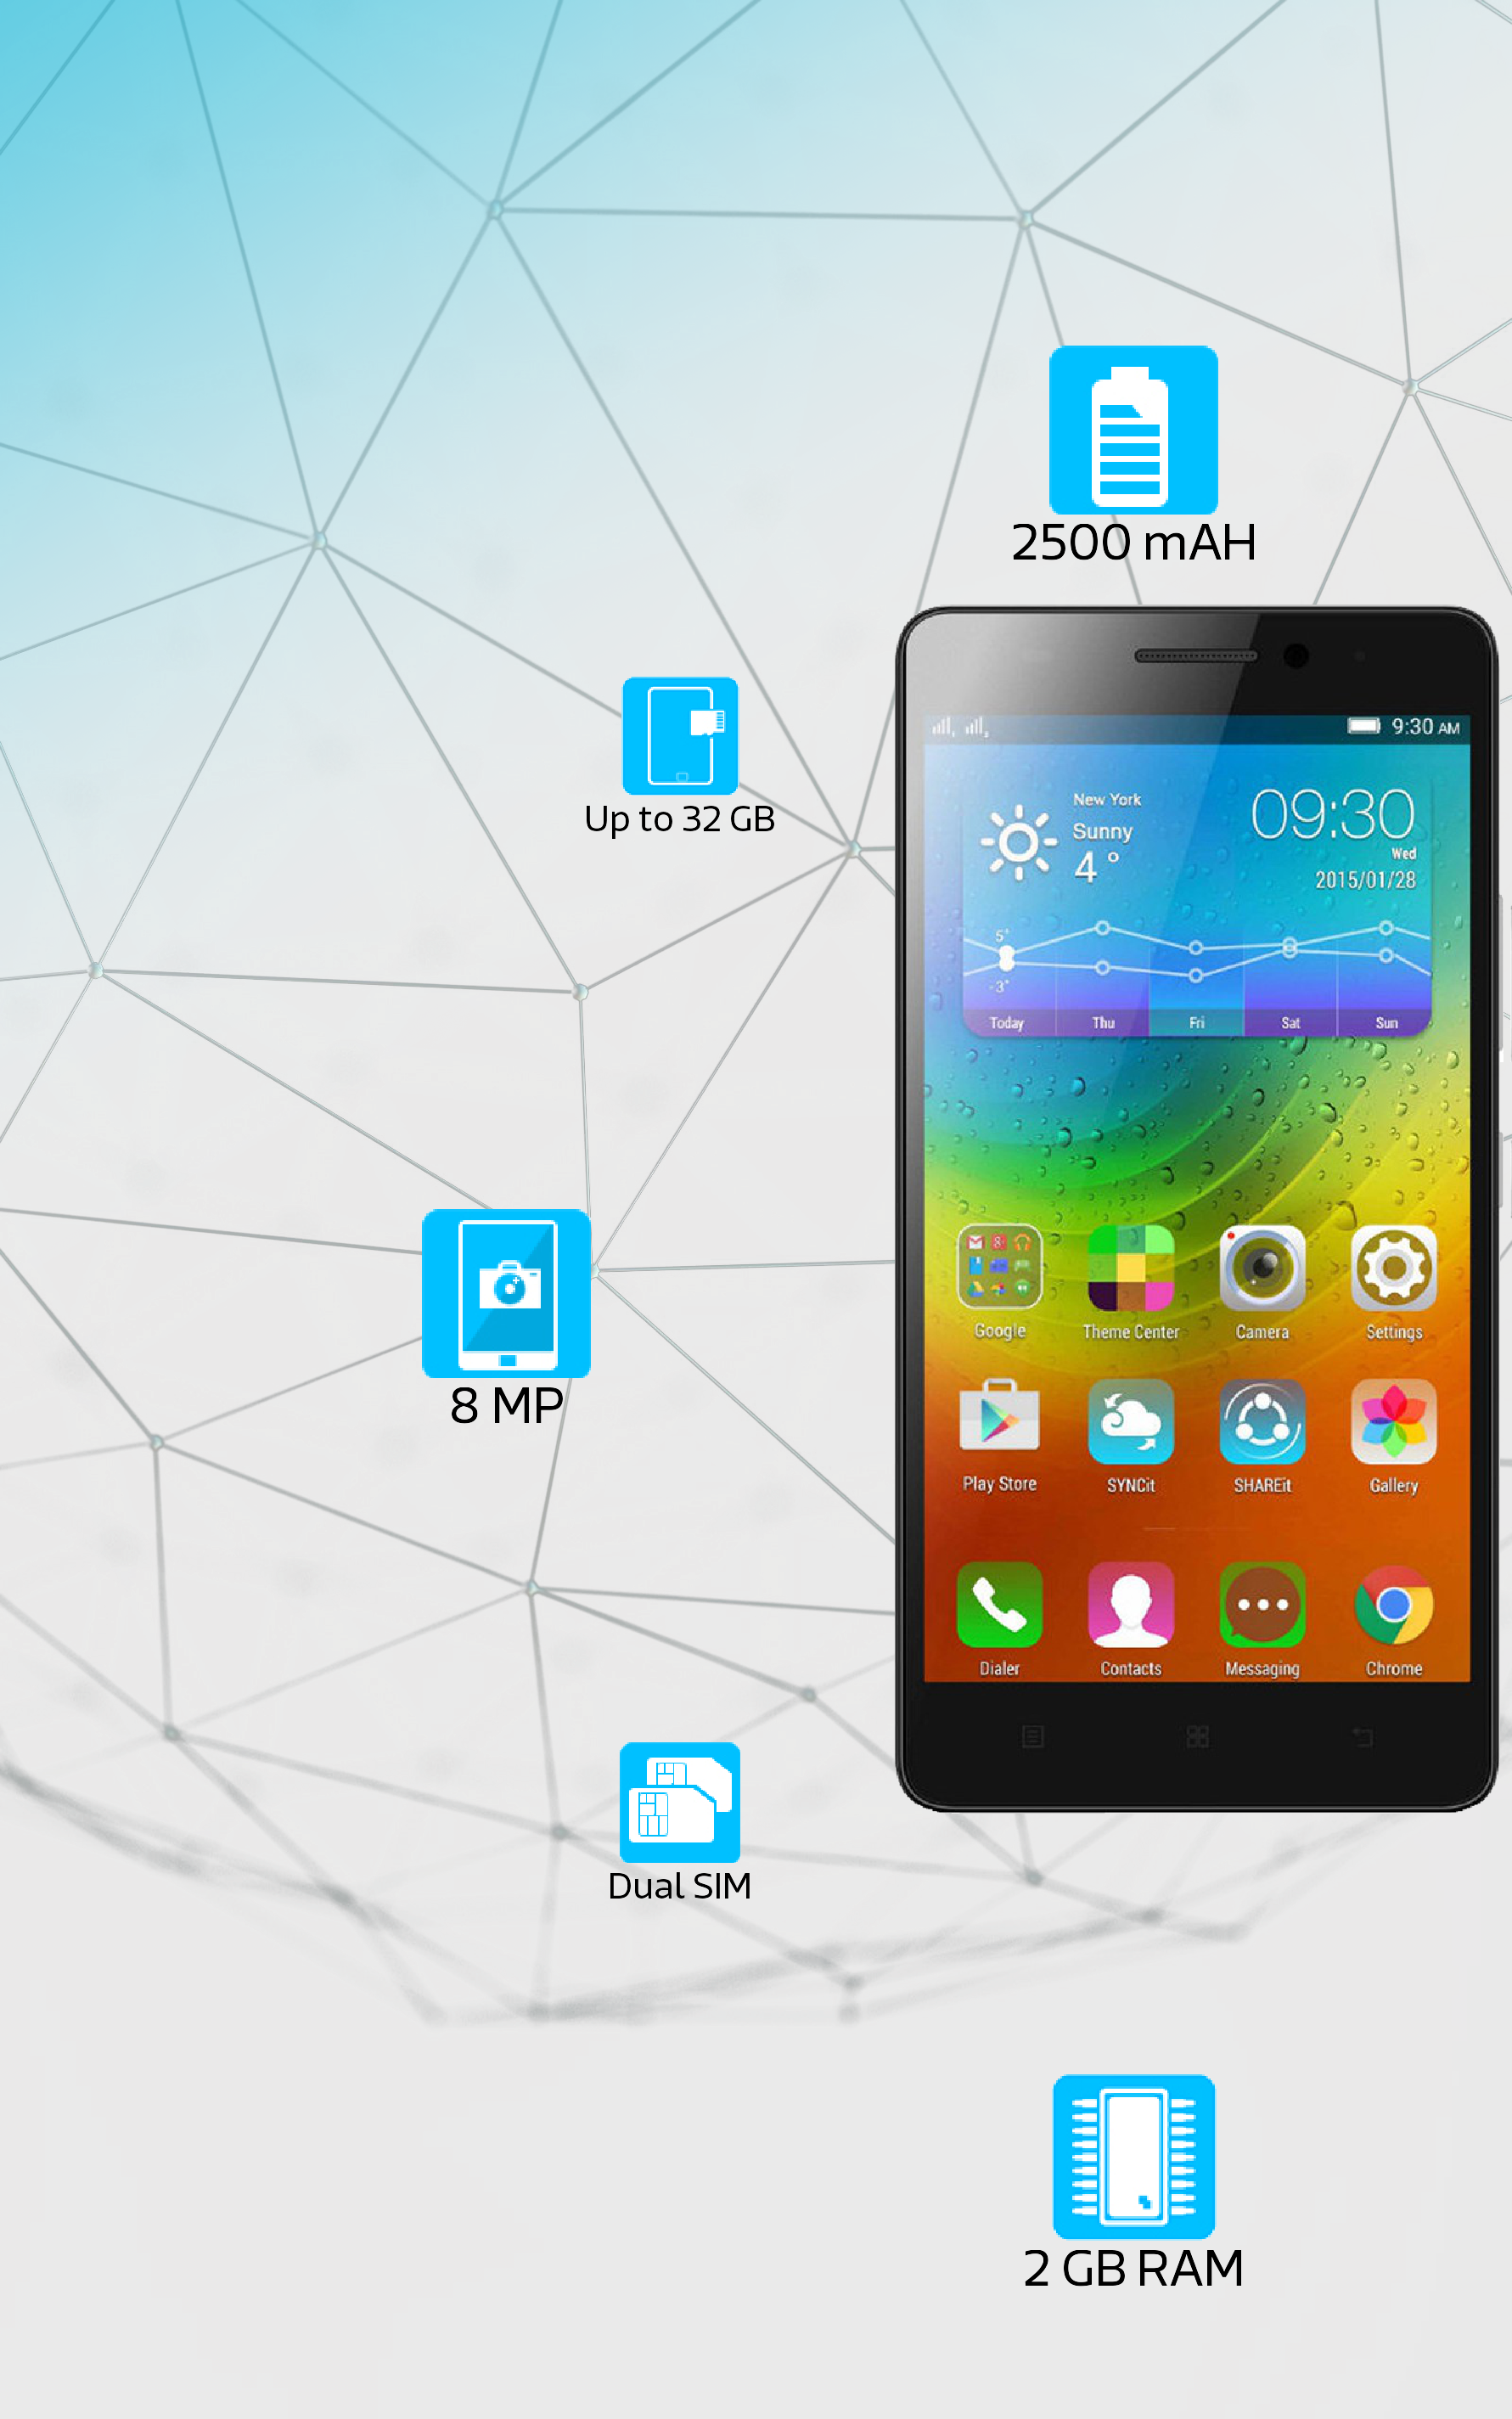 2500 mAH
Up to 32 GB
8 MP
Dual SIM
2 GB RAM
9:30 AM
New York
Sunny
4 °
09:30
Wed
2015/01/28
5°
-3°
Today Thu Fri Sat Sun
Google Theme Center Camera Settings
Play Store SYNCit SHAREit Gallery
Dialer Contacts Messaging Chrome